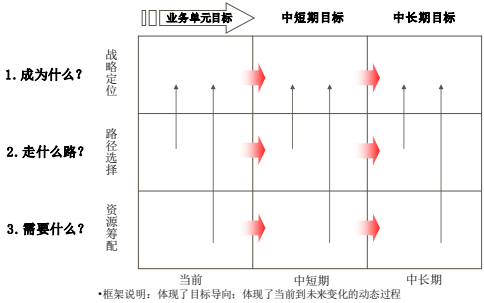 业务单元目标 中短期目标 中长期目标
1.成为什么？ 战略定位
2.走什么路？ 路径选择
3.需要什么？ 资源筹配
当前 中短期 中长期
•框架说明：体现了目标导向；体现了当前到未来变化的动态过程